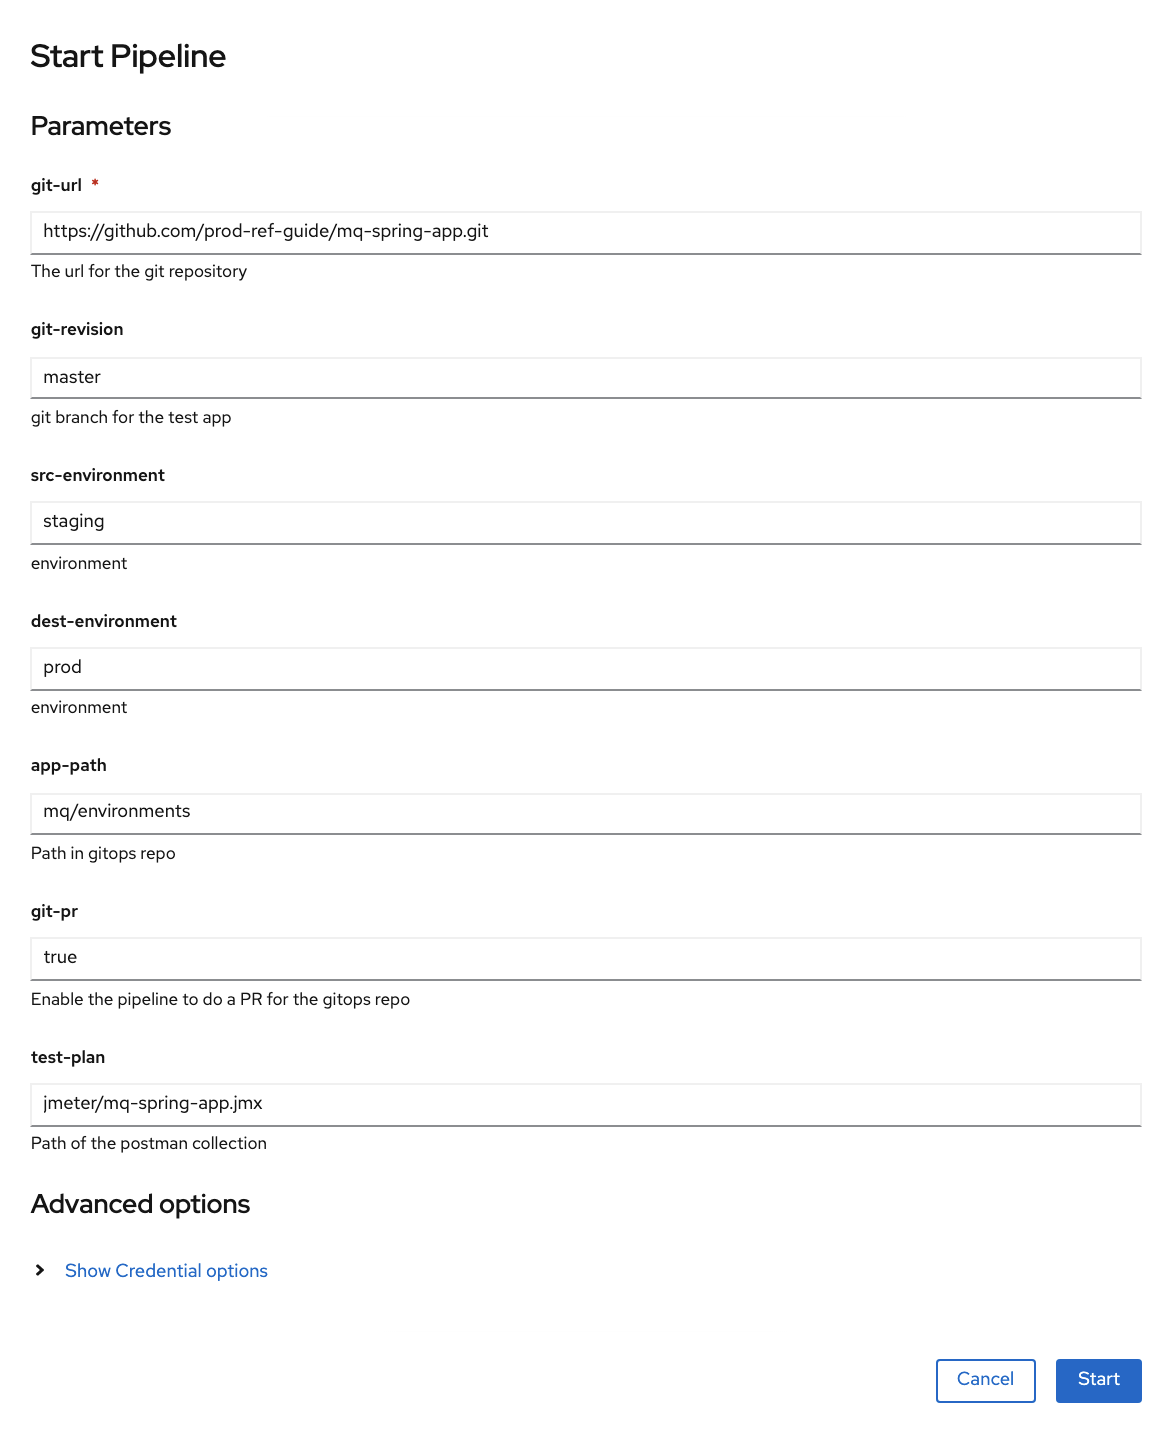 Start Pipeline
Parameters
git-url *
https://github.com/prod-ref-guide/mq-spring-app.git
The url for the git repository
git-revision
master
git branch for the test app
src-environment
staging
environment
dest-environment
prod
environment
app-path
mq/environments
Path in gitops repo
git-pr
true
Enable the pipeline to do a PR for the gitops repo
test-plan
jmeter/mq-spring-app.jmx
Path of the postman collection
Advanced options
Show Credential options
Cancel Start